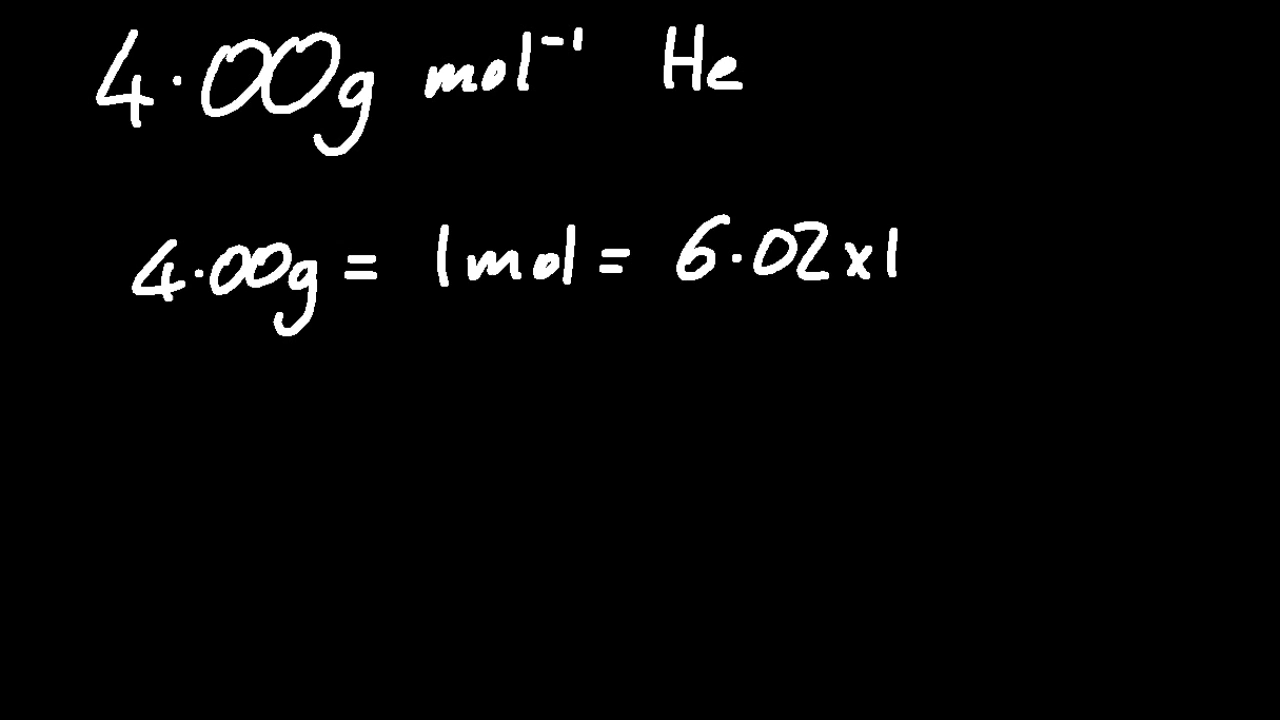 4.00g mol⁻¹ He
4.00g = 1mol = 6.02x1